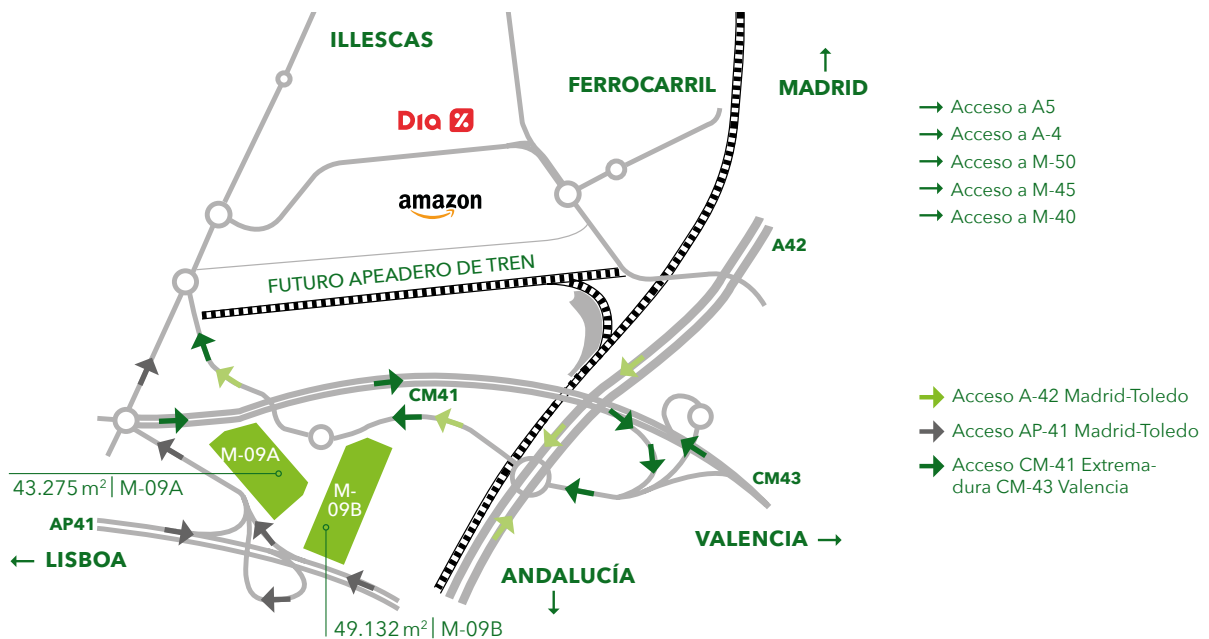 ILLESCAS
FERROCARRIL
MADRID
Dia %
amazon
A42
FUTURO APEADERO DE TREN
CM41
M-09A
M-
09B
43.275 m² | M-09A
AP41
← LISBOA
49.132 m² | M-09B
CM43
VALENCIA →
ANDALUCÍA
→ Acceso a A5
→ Acceso a A-4
→ Acceso a M-50
→ Acceso a M-45
→ Acceso a M-40
Acceso A-42 Madrid-Toledo
Acceso AP-41 Madrid-Toledo
Acceso CM-41 Extrema-
dura CM-43 Valencia